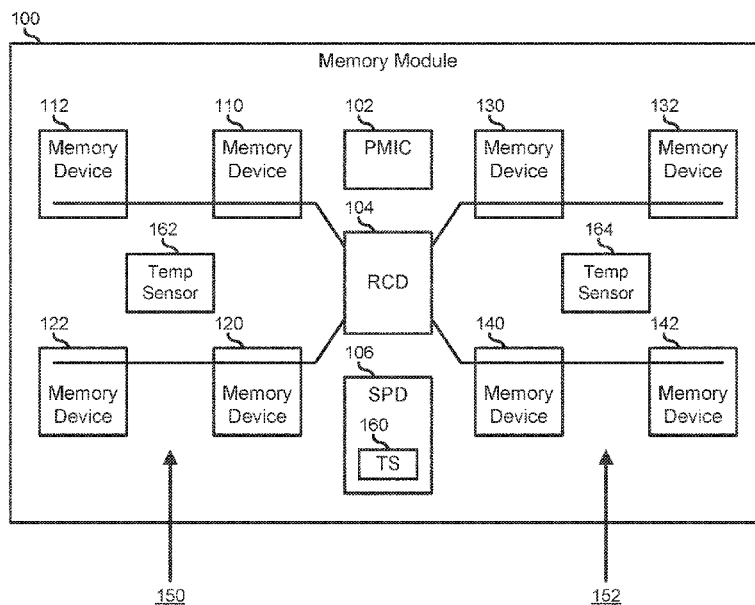 100
Memory Module
112
110
102
130
132
Memory
Device
Memory
Device
PMIC
Memory
Device
Memory
Device
162
104
164
Temp
Sensor
RCD
Temp
Sensor
122
120
106
140
142
Memory
Device
Memory
Device
SPD
160
TS
Memory
Device
Memory
Device
150
152